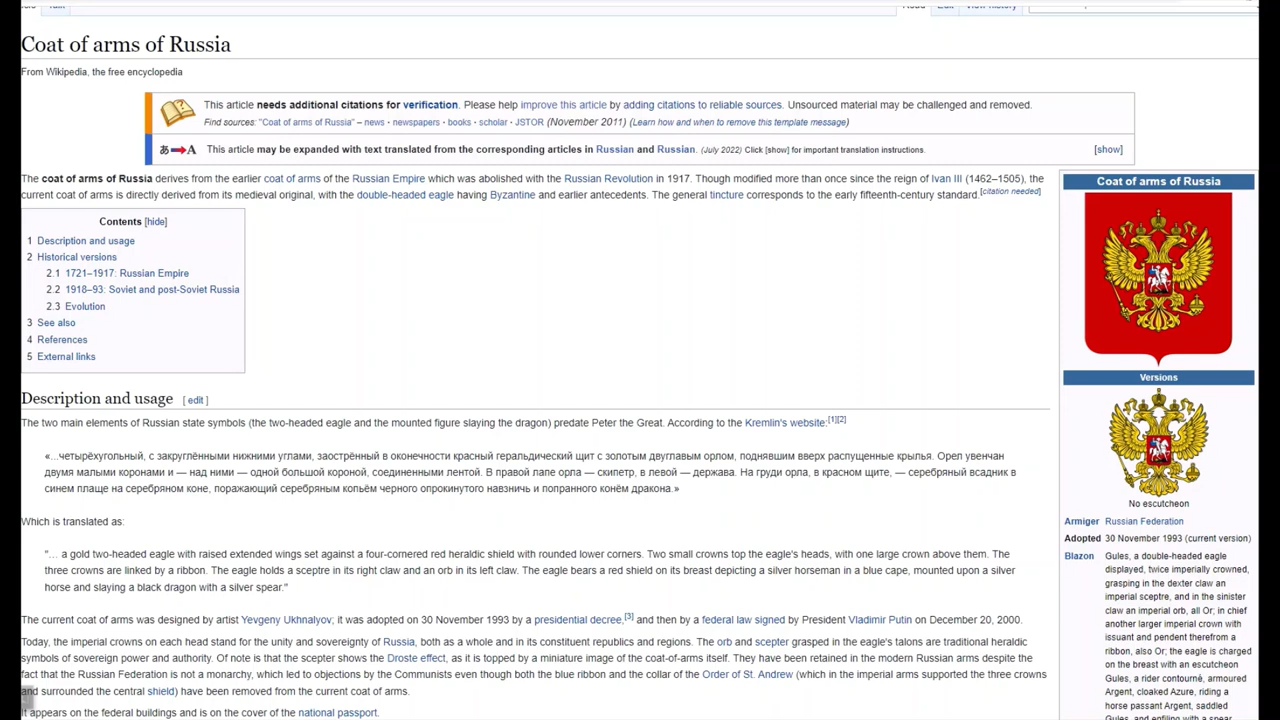 Coat of arms of Russia
From Wikipedia, the free encyclopedia
This article needs additional citations for verification. Please help improve this article by adding citations to reliable sources. Unsourced material may be challenged and removed.
Find sources: "Coat of arms of Russia" – news · newspapers · books · scholar · JSTOR (November 2011) (Learn how and when to remove this template message)
This article may be expanded with text translated from the corresponding articles in Russian and Russian. (July 2022) Click [show] for important translation instructions. [show]
The coat of arms of Russia derives from the earlier coat of arms of the Russian Empire which was abolished with the Russian Revolution in 1917. Though modified more than once since the reign of Ivan III (1462–1505), the
current coat of arms is directly derived from its medieval original, with the double-headed eagle having Byzantine and earlier antecedents. The general tincture corresponds to the early fifteenth-century standard.[citation needed]
Contents [hide]
1 Description and usage
2 Historical versions
2.1 1721–1917: Russian Empire
2.2 1918–93: Soviet and post-Soviet Russia
2.3 Evolution
3 See also
4 References
5 External links
Description and usage [ edit ]
The two main elements of Russian state symbols (the two-headed eagle and the mounted figure slaying the dragon) predate Peter the Great. According to the Kremlin's website:[1][2]
«...четырёхугольный, с закруглёнными нижними углами, заострённый в оконечности красный геральдический щит с золотым двуглавым орлом, поднявшим вверх распущенные крылья. Орел увенчан
двумя малыми коронами и — над ними — одной большой короной, соединенными лентой. В правой лапе орла — скипетр, в левой — держава. На груди орла, в красном щите, — серебряный всадник в
синем плаще на серебряном коне, поражающий серебряным копьём черного опрокинутого навзничь и попранного конём дракона.»
Which is translated as:
"... a gold two-headed eagle with raised extended wings set against a four-cornered red heraldic shield with rounded lower corners. Two small crowns top the eagle's heads, with one large crown above them. The
three crowns are linked by a ribbon. The eagle holds a sceptre in its right claw and an orb in its left claw. The eagle bears a red shield on its breast depicting a silver horseman in a blue cape, mounted upon a silver
horse and slaying a black dragon with a silver spear."
The current coat of arms was designed by artist Yevgeny Ukhnalyov; it was adopted on 30 November 1993 by a presidential decree,[3] and then by a federal law signed by President Vladimir Putin on December 20, 2000.
Today, the imperial crowns on each head stand for the unity and sovereignty of Russia, both as a whole and in its constituent republics and regions. The orb and scepter grasped in the eagle's talons are traditional heraldic
symbols of sovereign power and authority. Of note is that the scepter shows the Droste effect, as it is topped by a miniature image of the coat-of-arms itself. They have been retained in the modern Russian arms despite the
fact that the Russian Federation is not a monarchy, which led to objections by the Communists even though both the blue ribbon and the collar of the Order of St. Andrew (which in the imperial arms supported the three crowns
and surrounded the central shield) have been removed from the current coat of arms.
It appears on the federal buildings and is on the cover of the national passport.
Coat of arms of Russia
Versions
No escutcheon
Armiger Russian Federation
Adopted 30 November 1993 (current version)
Blazon Gules, a double-headed eagle
displayed, twice imperially crowned,
grasping in the dexter claw an
imperial sceptre, and in the sinister
claw an imperial orb, all Or; in chief
another larger imperial crown with
issuant and pendent therefrom a
ribbon, also Or; the eagle is charged
on the breast with an escutcheon
Gules, a rider contourné, armoured
Argent, cloaked Azure, riding a
horse passant Argent, saddled
Gules, and enfiling with a spear